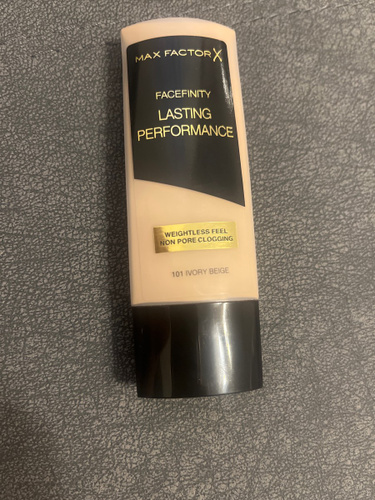 MAX FACTOR X
FACEFINITY
LASTING
PERFORMANCE
WEIGHTLESS FEEL
NON PORE CLOGGING
101 IVORY BEIGE